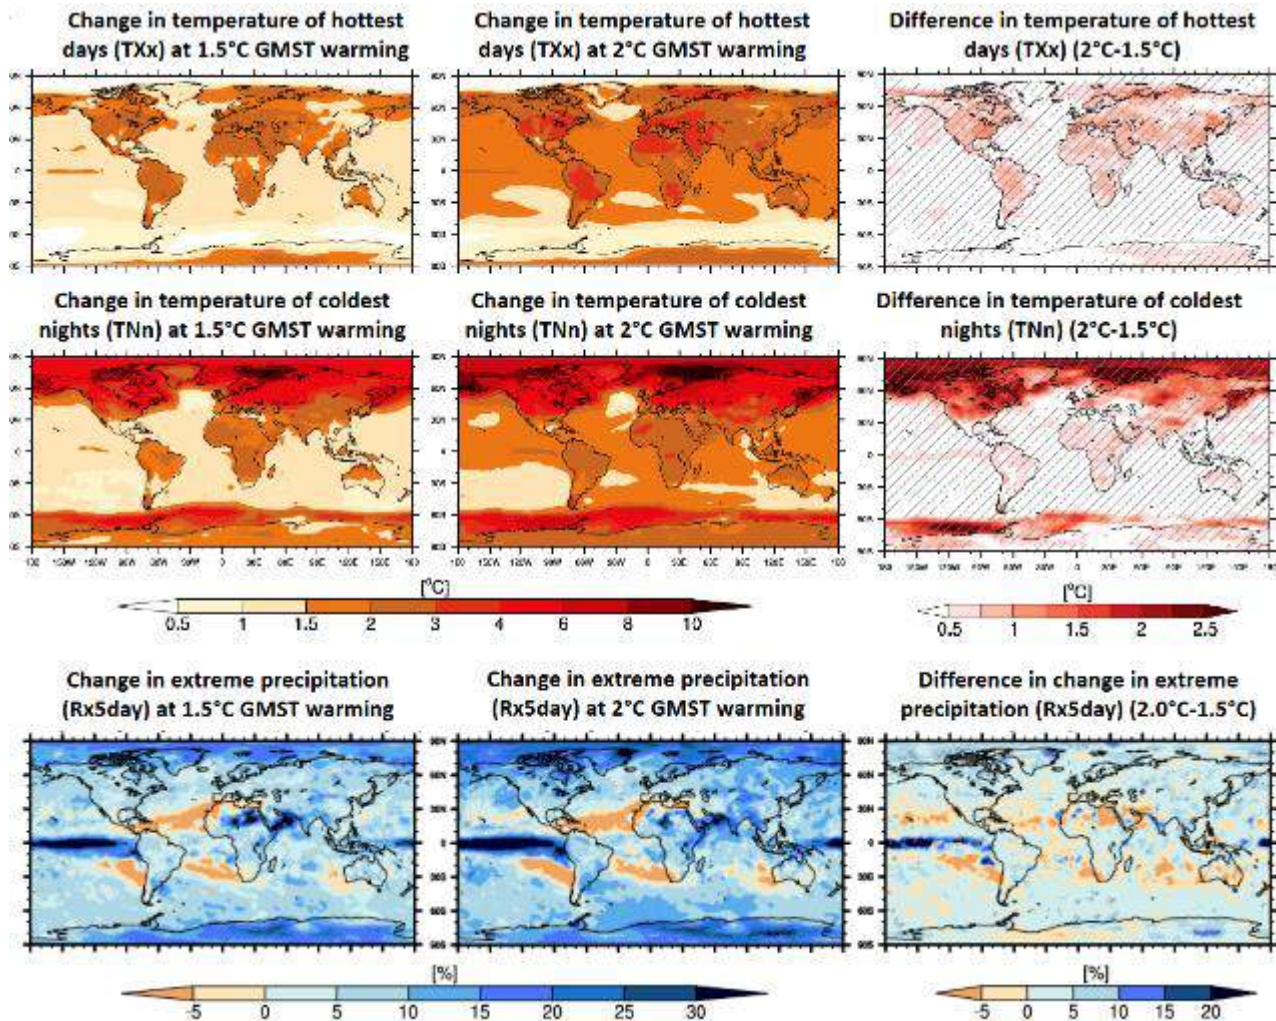 Change in temperature of hottest
days (TXx) at 1.5°C GMST warming
Change in temperature of hottest
days (TXx) at 2°C GMST warming
Difference in temperature of hottest
days (TXx) (2°C-1.5°C)
Change in temperature of coldest
nights (TNn) at 1.5°C GMST warming
Change in temperature of coldest
nights (TNn) at 2°C GMST warming
Difference in temperature of coldest
nights (TNn) (2°C-1.5°C)
[°C]
0.5 1 1.5 2 3 4 6 8 10
[°C]
0.5 1 1.5 2 2.5
Change in extreme precipitation
(Rx5day) at 1.5°C GMST warming
Change in extreme precipitation
(Rx5day) at 2°C GMST warming
Difference in change in extreme
precipitation (Rx5day) (2.0°C-1.5°C)
[%]
-5 0 5 10 15 20 25 30
[%]
-5 0 5 10 15 20